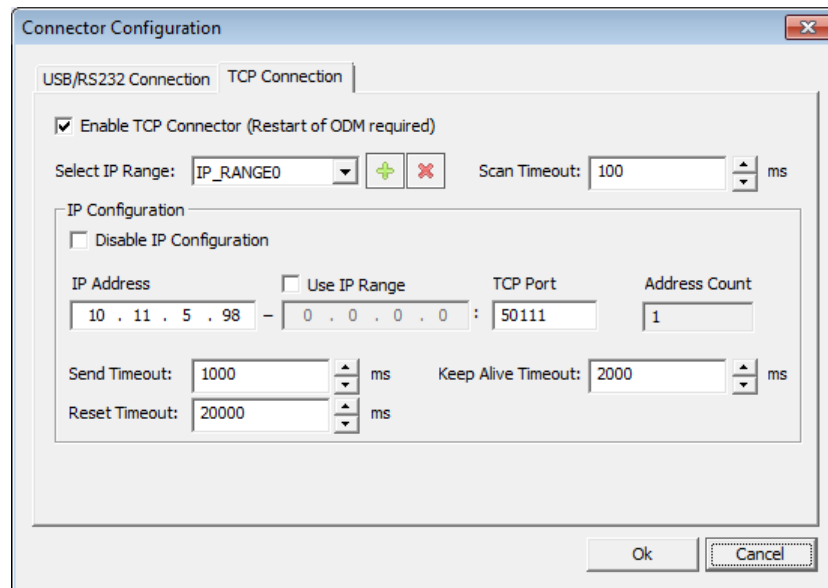 Connector Configuration
USB/RS232 Connection TCP Connection
Enable TCP Connector (Restart of ODM required)
Select IP Range: IP_RANGE0 Scan Timeout: 100 ms
IP Configuration
Disable IP Configuration
IP Address Use IP Range TCP Port Address Count
10 . 11 . 5 . 98 – 0 . 0 . 0 . 0 : 50111 1
Send Timeout: 1000 ms Keep Alive Timeout: 2000 ms
Reset Timeout: 20000 ms
Ok Cancel